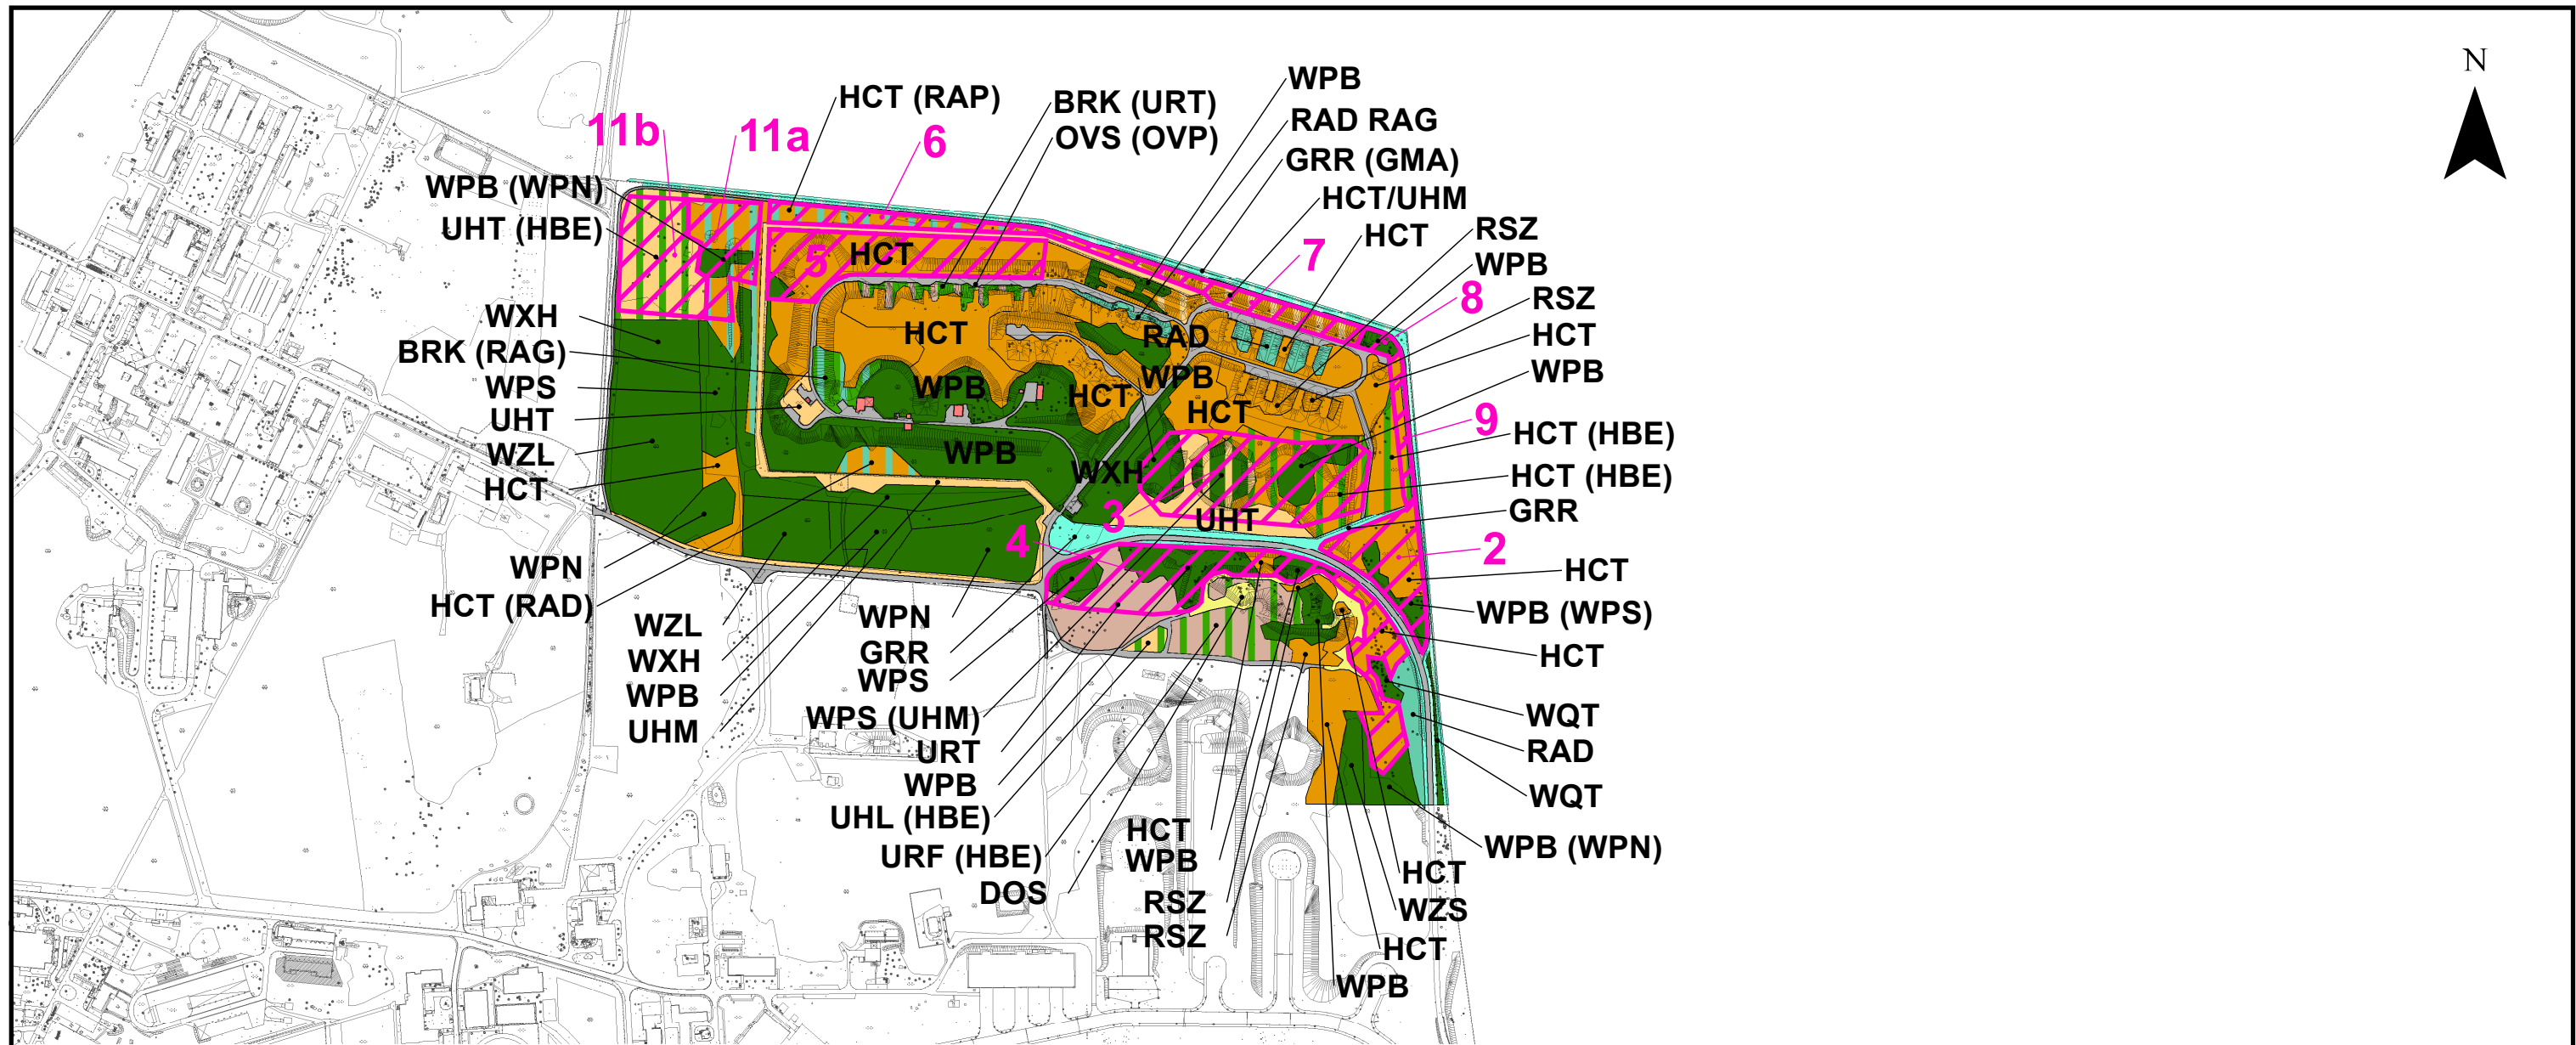 N
WPB
HCT (RAP)
BRK (URT)
RAD RAG
11b
11a
6
OVS (OVP)
GRR (GMA)
WPB (WPN)
HCT/UHM
UHT (HBE)
RSZ
HCT
HCT
7
5
WPB
8
RSZ
WXH
HCT
RAD
HCT
BRK (RAG)
WPB
WPB
WPB
WPS
HCT
HCT
UHT
9
HCT (HBE)
WZL
WPB
WXH
HCT (HBE)
HCT
3
UHT
GRR
4
2
WPN
HCT
HCT (RAD)
WPN
WPB (WPS)
WZL
GRR
HCT
WXH
WPS
WPB
WPS (UHM)
WQT
UHM
URT
RAD
WPB
WQT
UHL (HBE)
HCT
WPB (WPN)
URF (HBE)
WPB
HCT
DOS
RSZ
WZS
RSZ
HCT
WPB